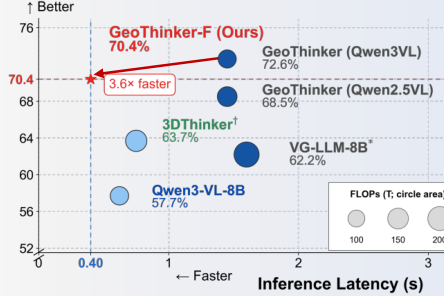 ↑ Better
76
GeoThinker-F (Ours)
70.4%
GeoThinker (Qwen3VL)
72.6%
70.4
3.6× faster
GeoThinker (Qwen2.5VL)
68.5%
68
3DThinker†
63.7%
64
VG-LLM-8B*
62.2%
60
Qwen3-VL-8B
57.7%
FLOPs (T; circle area)
56
100 150 200
52
0 0.40 1 2 3
← Faster
Inference Latency (s)